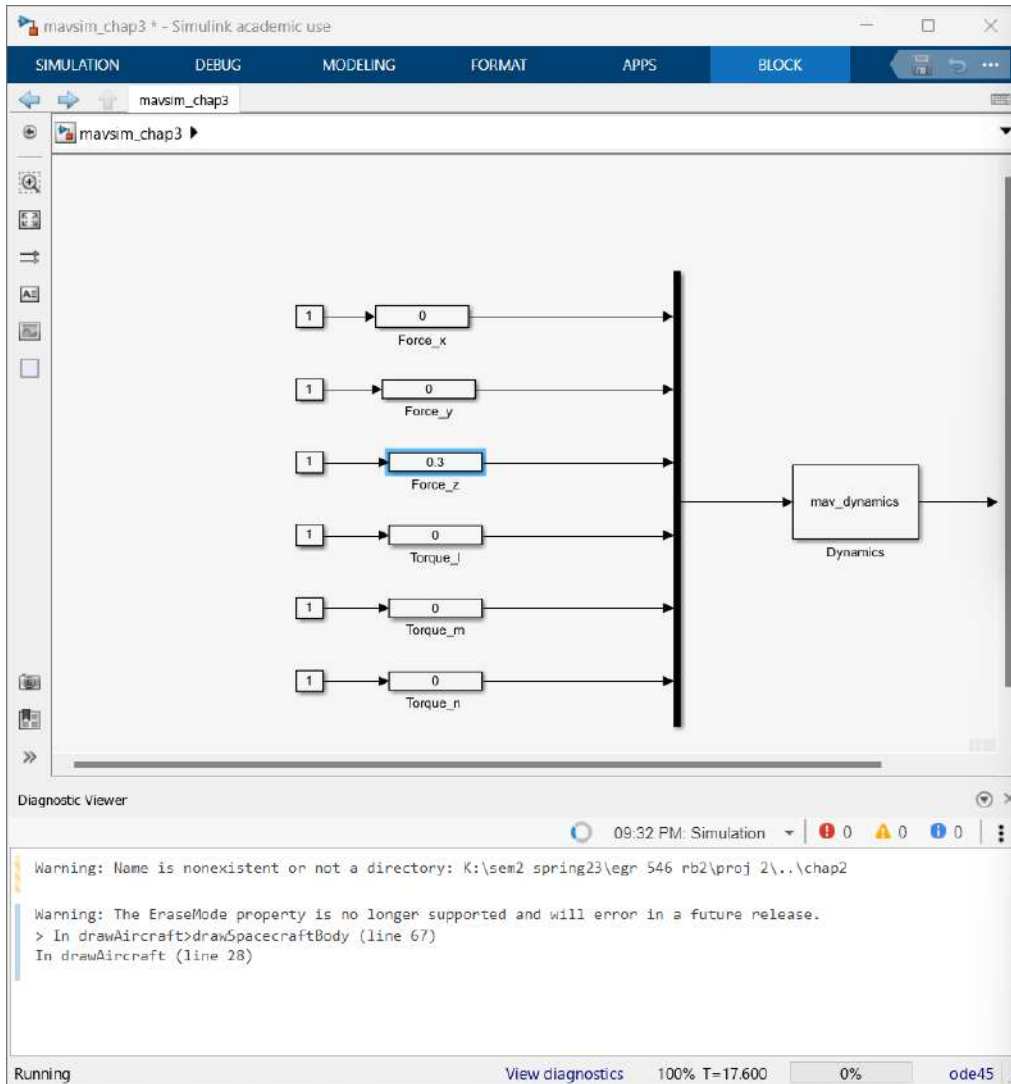 mavsim_chap3 * - Simulink academic use
SIMULATION DEBUG MODELING FORMAT APPS BLOCK
mavsim_chap3
mavsim_chap3
1 0
Force_x
1 0
Force_y
1 0.3
Force_z
mav_dynamics
Dynamics
1 0
Torque_l
1 0
Torque_m
1 0
Torque_n
Diagnostic Viewer
09:32 PM: Simulation 0 0 0
Warning: Name is nonexistent or not a directory: K:\sem2 spring23\egr 546 rb2\proj 2\..\chap2
Warning: The EraseMode property is no longer supported and will error in a future release.
> In drawAircraft>drawSpacecraftBody (line 67)
In drawAircraft (line 28)
Running View diagnostics 100% T=17.600 0% ode45